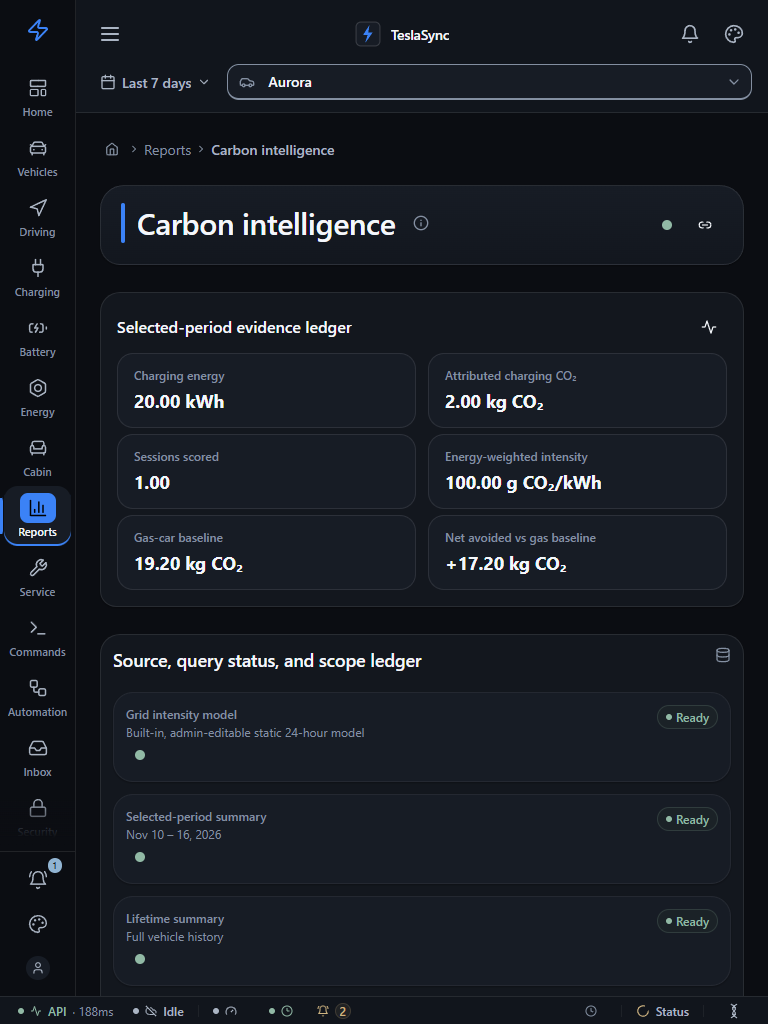 TeslaSync
Last 7 days
Aurora
Home
Vehicles
Driving
Charging
Battery
Energy
Cabin
Reports
Service
Commands
Automation
Inbox
Security
1
Reports > Carbon intelligence
Carbon intelligence
Selected-period evidence ledger
Charging energy
20.00 kWh
Attributed charging CO₂
2.00 kg CO₂
Sessions scored
1.00
Energy-weighted intensity
100.00 g CO₂/kWh
Gas-car baseline
19.20 kg CO₂
Net avoided vs gas baseline
+17.20 kg CO₂
Source, query status, and scope ledger
Grid intensity model
Built-in, admin-editable static 24-hour model
Ready
Selected-period summary
Nov 10 – 16, 2026
Ready
Lifetime summary
Full vehicle history
Ready
API · 188ms
Idle
2
Status